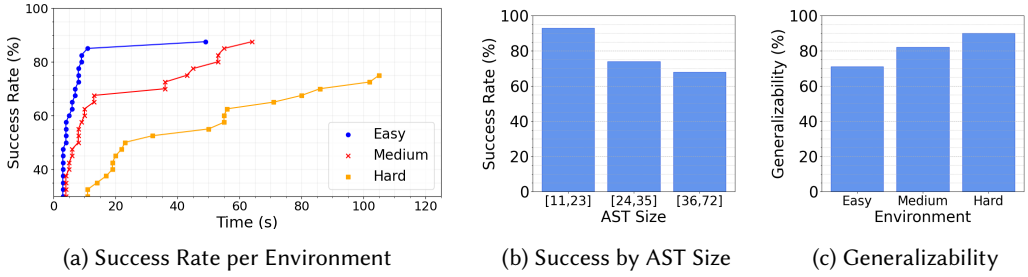 100
80
60
40
Success Rate (%)
0 20 40 60 80 100 120
Time (s)
Easy
Medium
Hard
(a) Success Rate per Environment
100
80
60
40
20
0
Success Rate (%)
[11,23] [24,35] [36,72]
AST Size
(b) Success by AST Size
100
80
60
40
20
0
Generalizability (%)
Easy Medium Hard
Environment
(c) Generalizability